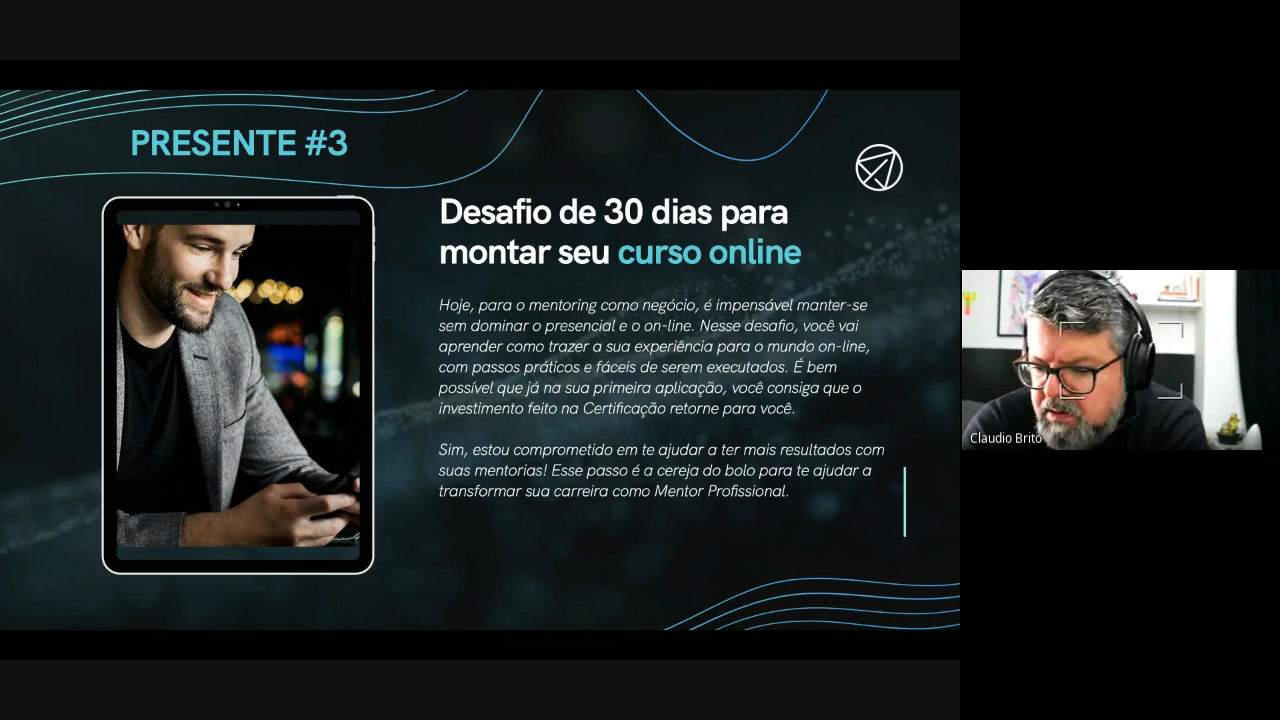 PRESENTE #3
Desafio de 30 dias para
montar seu curso online
Hoje, para o mentoring como negócio, é impensável manter-se
sem dominar o presencial e o on-line. Nesse desafio, você vai
aprender como trazer a sua experiência para o mundo on-line,
com passos práticos e fáceis de serem executados. É bem
possível que já na sua primeira aplicação, você consiga que o
investimento feito na Certificação retorne para você.
Sim, estou comprometido em te ajudar a ter mais resultados com
suas mentorias! Esse passo é a cereja do bolo para te ajudar a
transformar sua carreira como Mentor Profissional.
Claudio Brito